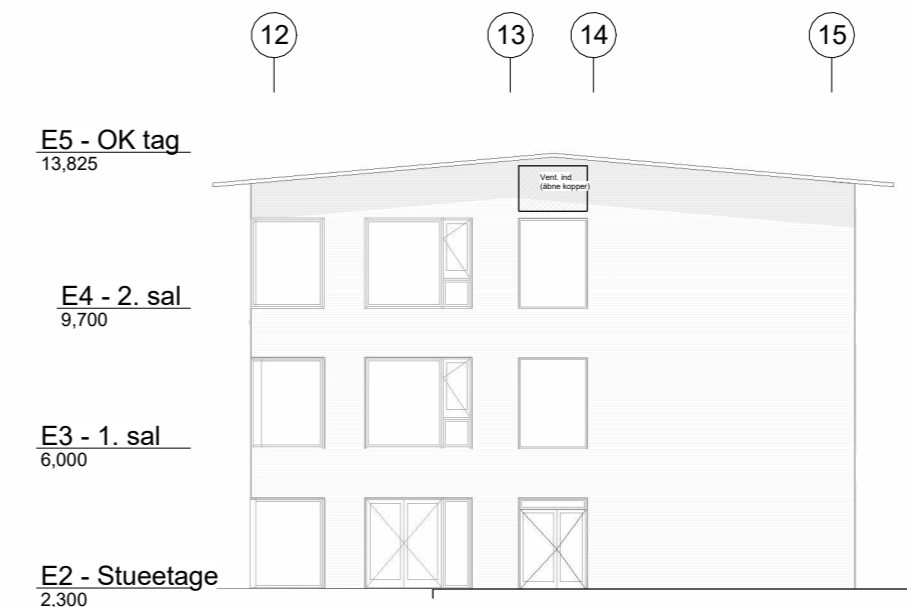 12 13 14 15
E5 - OK tag
13,825
Vent. ind
(åbne kopper)
E4 - 2. sal
9,700
E3 - 1. sal
6,000
E2 - Stueetage
2,300